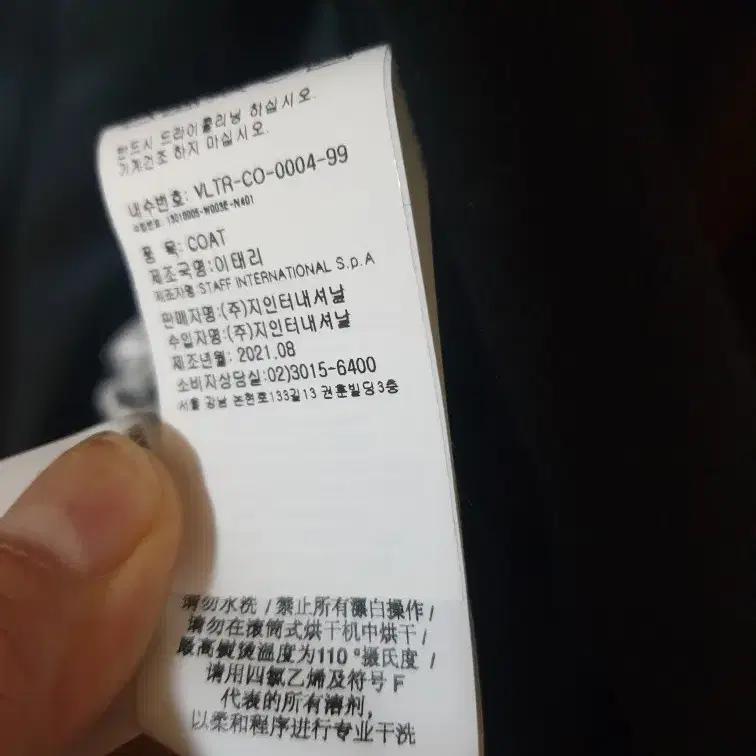 반드시 드라이클리닝 하십시오.
기계건조 하지 마십시오.
내수번호: VLTR-CO-0004-99
수입번호: 13010005-W003E-N401
품 목: COAT
제조국명:이태리
제조자명:STAFF INTERNATIONAL S.p.A
판매자명:(주)지인터내셔날
수입자명:(주)지인터내셔날
제조년월: 2021.08
소비자상담실:02)3015-6400
서울 강남 논현로133길13 권훈빌딩3층
请勿水洗 / 禁止所有漂白操作 /
请勿在滚筒式烘干机中烘干 /
最高熨烫温度为110 °摄氏度 /
请用四氯乙烯及符号 F
代表的所有溶剂,
以柔和程序进行专业干洗